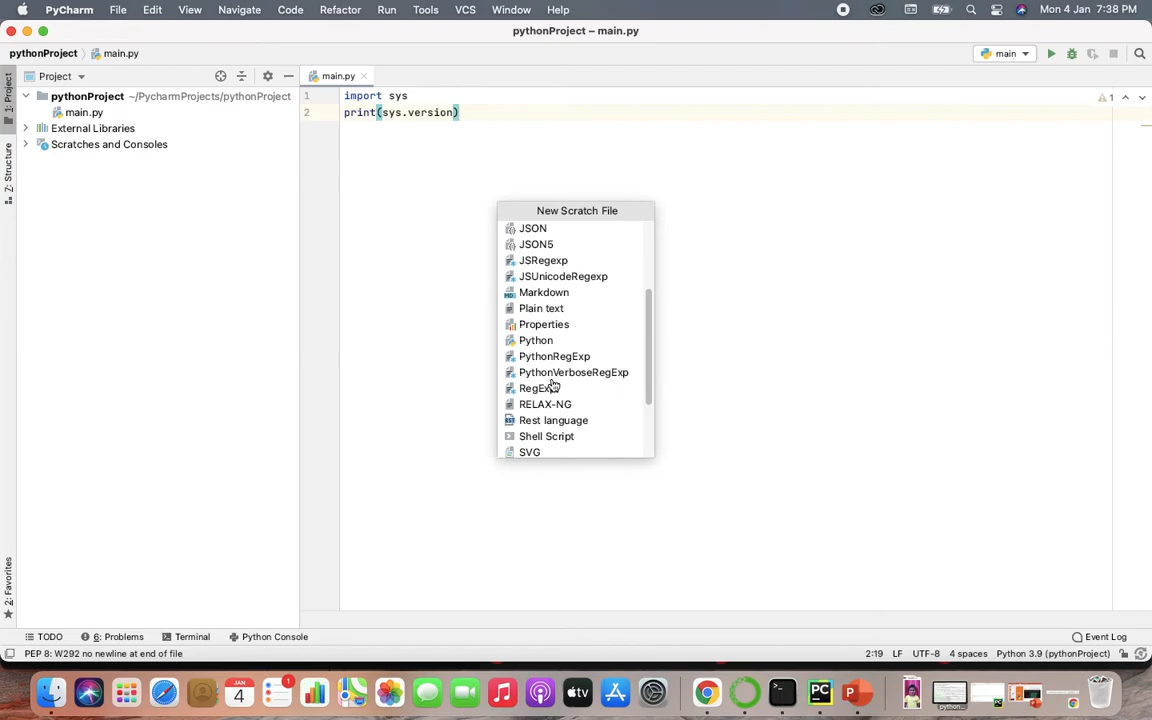 PyCharm File Edit View Navigate Code Refactor Run Tools VCS Window Help Mon 4 Jan 7:38 PM
pythonProject – main.py
pythonProject main.py main
1: Project Project main.py
pythonProject ~/PycharmProjects/pythonProject
main.py
External Libraries
Scratches and Consoles
1 import sys
2 print(sys.version)
1
Z: Structure
New Scratch File
JSON
JSON5
JSRegexp
JSUnicodeRegexp
Markdown
Plain text
Properties
Python
PythonRegExp
PythonVerboseRegExp
RELAX-NG
Rest language
Shell Script
SVG
2: Favorites
TODO 6: Problems Terminal Python Console Event Log
PEP 8: W292 no newline at end of file 2:19 LF UTF-8 4 spaces Python 3.9 (pythonProject)
JAN
4
1
tv
PC
P